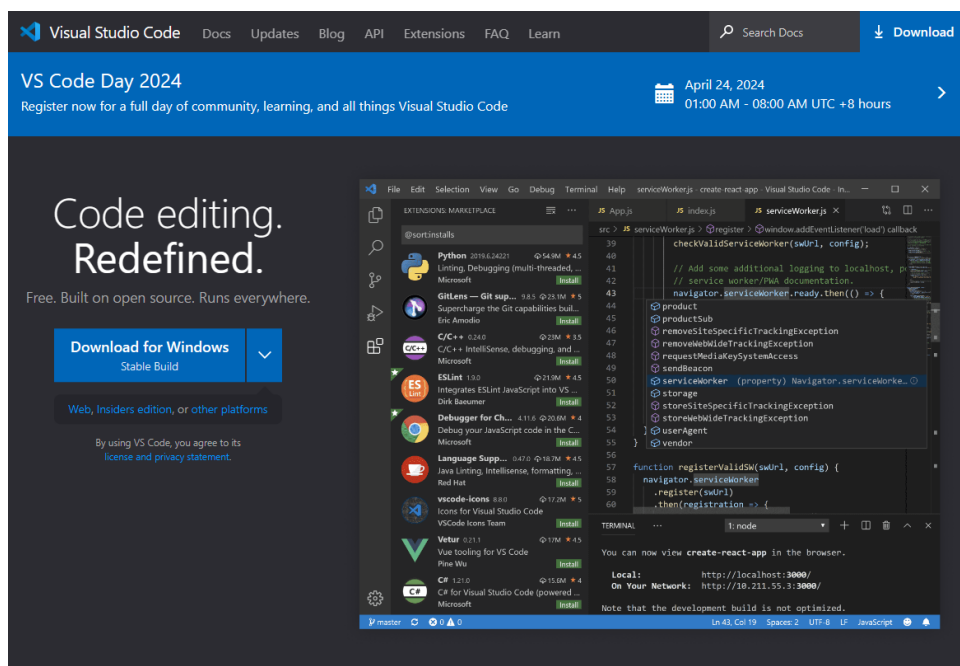 Visual Studio Code Docs Updates Blog API Extensions FAQ Learn Search Docs Download
VS Code Day 2024
Register now for a full day of community, learning, and all things Visual Studio Code
April 24, 2024
01:00 AM - 08:00 AM UTC +8 hours
Code editing.
Redefined.
Free. Built on open source. Runs everywhere.
Download for Windows
Stable Build
Web, Insiders edition, or other platforms
By using VS Code, you agree to its
license and privacy statement.
File Edit Selection View Go Debug Terminal Help serviceWorker.js - create-react-app - Visual Studio Code - In...
EXTENSIONS: MARKETPLACE
@sort:installs
Python 2019.6.24221 54.9M 4.5
Linting, Debugging (multi-threaded, ...
Microsoft Install
GitLens — Git sup... 9.8.5 23.1M 5
Supercharge the Git capabilities buil...
Eric Amodio Install
C/C++ 0.24.0 23M 3.5
C/C++ IntelliSense, debugging, and ...
Microsoft Install
ESLint 1.9.0 21.9M 4.5
Integrates ESLint JavaScript into VS ...
Dirk Baeumer Install
Debugger for Ch... 4.11.6 20.6M 4
Debug your JavaScript code in the C...
Microsoft Install
Language Supp... 0.47.0 18.7M 4.5
Java Linting, Intellisense, formatting, ...
Red Hat Install
vscode-icons 8.8.0 17.2M 5
Icons for Visual Studio Code
VSCode Icons Team Install
Vetur 0.21.1 17M 4.5
Vue tooling for VS Code
Pine Wu Install
C# 1.21.0 15.6M 4
C# for Visual Studio Code (powered ...
Microsoft Install
JS App.js JS index.js JS serviceWorker.js
src > JS serviceWorker.js > register > window.addEventListener('load') callback
39 checkValidServiceWorker(swUrl, config);
40
41 // Add some additional logging to localhost, p
42 // service worker/PWA documentation.
43 navigator.serviceWorker.ready.then(() => {
44 product
45 productSub
46 removeSiteSpecificTrackingException
47 removeWebWideTrackingException
48 requestMediaKeySystemAccess
49 sendBeacon
50 serviceWorker (property) Navigator.serviceWorke...
51 storage
52 storeSiteSpecificTrackingException
53 storeWebWideTrackingException
54 } userAgent
55 } vendor
56
57 function registerValidSW(swUrl, config) {
58 navigator.serviceWorker
59 .register(swUrl)
60 .then(registration => {
TERMINAL ... 1: node
You can now view create-react-app in the browser.
Local: http://localhost:3000/
On Your Network: http://10.211.55.3:3000/
Note that the development build is not optimized.
master 0 0 Ln 43, Col 19 Spaces: 2 UTF-8 LF JavaScript